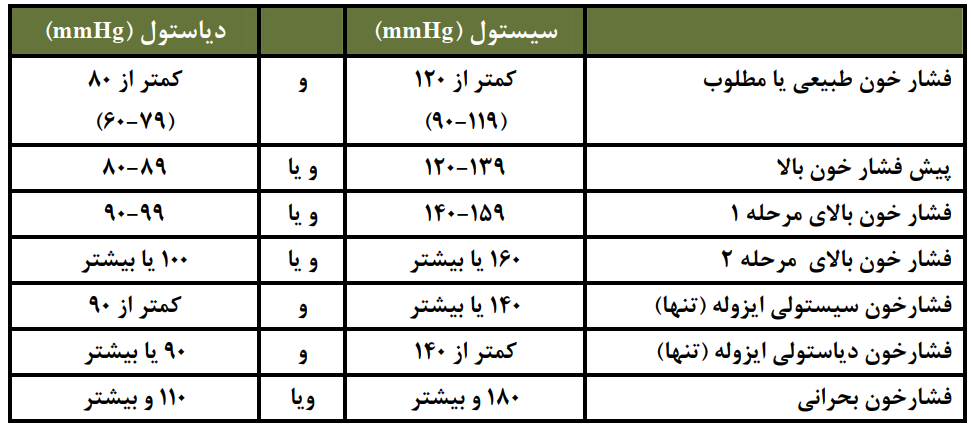 سیستول (mmHg) دیاستول (mmHg)
فشار خون طبیعی یا مطلوب کمتر از ۱۲۰ و کمتر از ۸۰
(۹۰-۱۱۹) (۶۰-۷۹)
پیش فشار خون بالا ۱۲۰-۱۳۹ و یا ۸۰-۸۹
فشار خون بالای مرحله ۱ ۱۴۰-۱۵۹ و یا ۹۰-۹۹
فشار خون بالای مرحله ۲ ۱۶۰ یا بیشتر و یا ۱۰۰ یا بیشتر
فشارخون سیستولی ایزوله (تنها) ۱۴۰ یا بیشتر و کمتر از ۹۰
فشارخون دیاستولی ایزوله (تنها) کمتر از ۱۴۰ و ۹۰ یا بیشتر
فشارخون بحرانی ۱۸۰ و بیشتر ویا ۱۱۰ و بیشتر